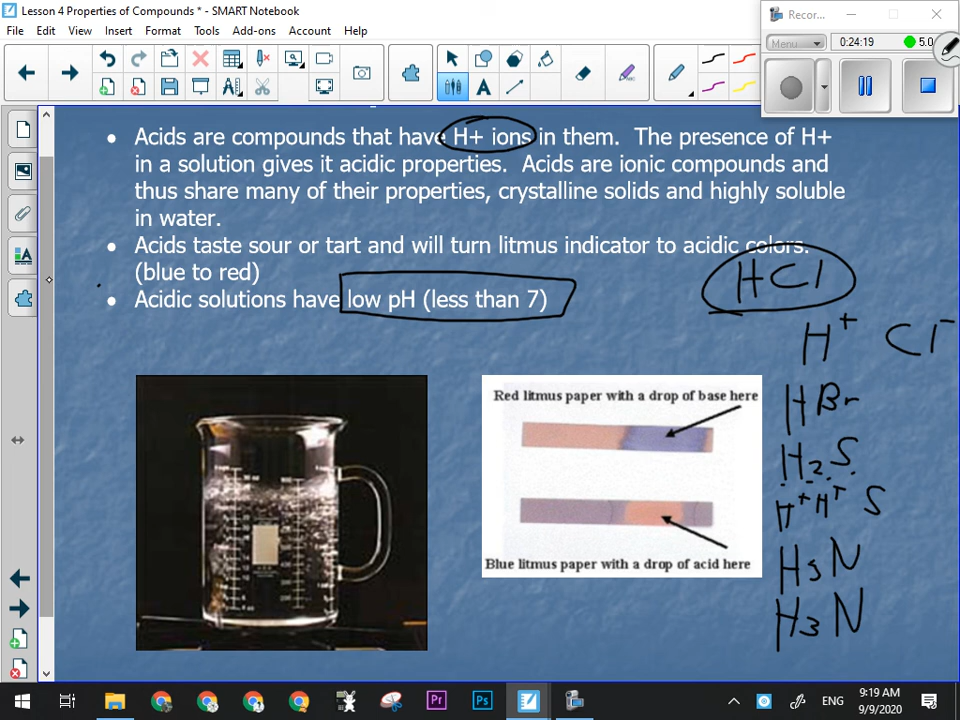 Lesson 4 Properties of Compounds * - SMART Notebook
File Edit View Insert Format Tools Add-ons Account Help
Recor...
Menu
00:24:19
5.0
• Acids are compounds that have H+ ions in them. The presence of H+
in a solution gives it acidic properties. Acids are ionic compounds and
thus share many of their properties, crystalline solids and highly soluble
in water.
• Acids taste sour or tart and will turn litmus indicator to acidic colors.
(blue to red)
• Acidic solutions have low pH (less than 7)
HCl
H+ Cl-
HBr
H2S
H+ H+ S
H3N
H3N
Red litmus paper with a drop of base here
Blue litmus paper with a drop of acid here
ENG
9:19 AM
9/9/2020